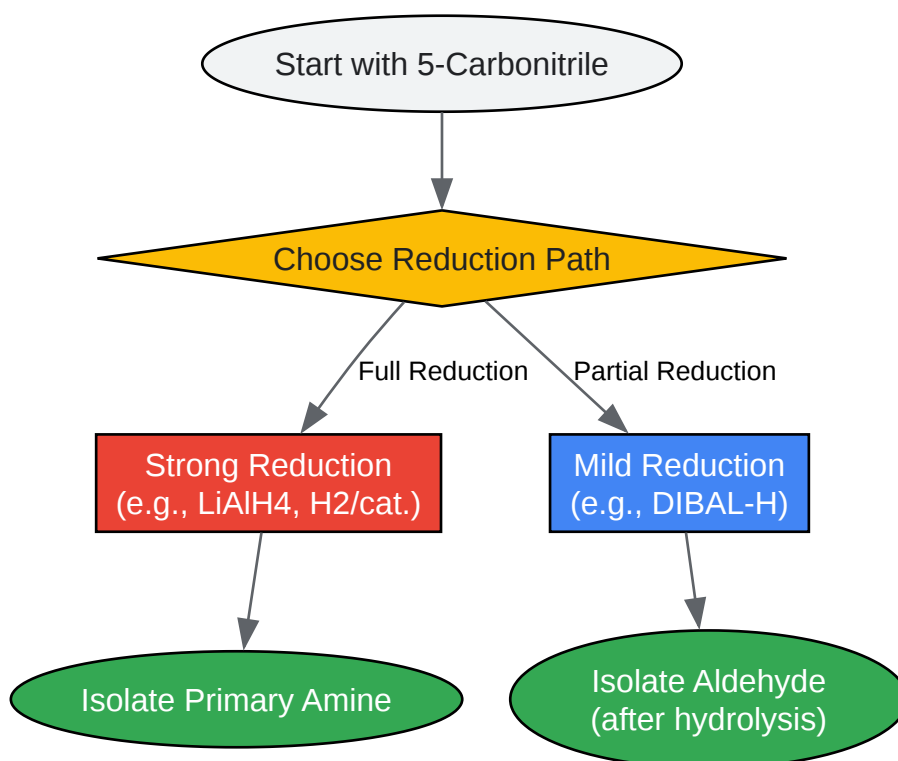 Start with 5-Carbonitrile
Choose Reduction Path
Full Reduction
Partial Reduction
Strong Reduction
(e.g., LiAlH4, H2/cat.)
Mild Reduction
(e.g., DIBAL-H)
Isolate Primary Amine
Isolate Aldehyde
(after hydrolysis)